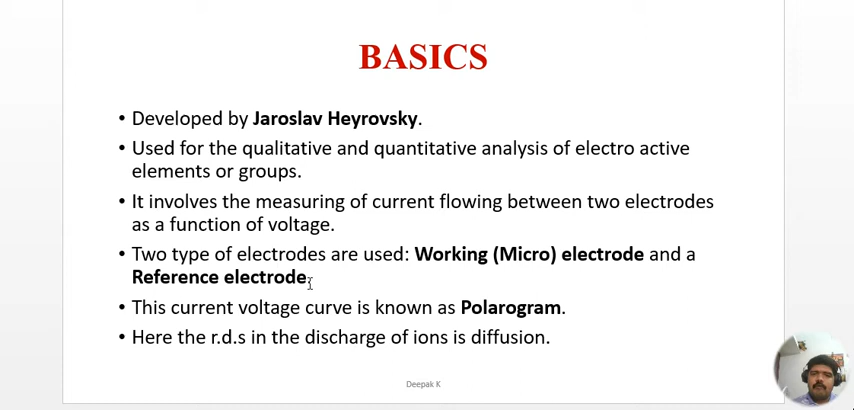 BASICS
• Developed by Jaroslav Heyrovsky.
• Used for the qualitative and quantitative analysis of electro active
elements or groups.
• It involves the measuring of current flowing between two electrodes
as a function of voltage.
• Two type of electrodes are used: Working (Micro) electrode and a
Reference electrode.
• This current voltage curve is known as Polarogram.
• Here the r.d.s in the discharge of ions is diffusion.
Deepak K